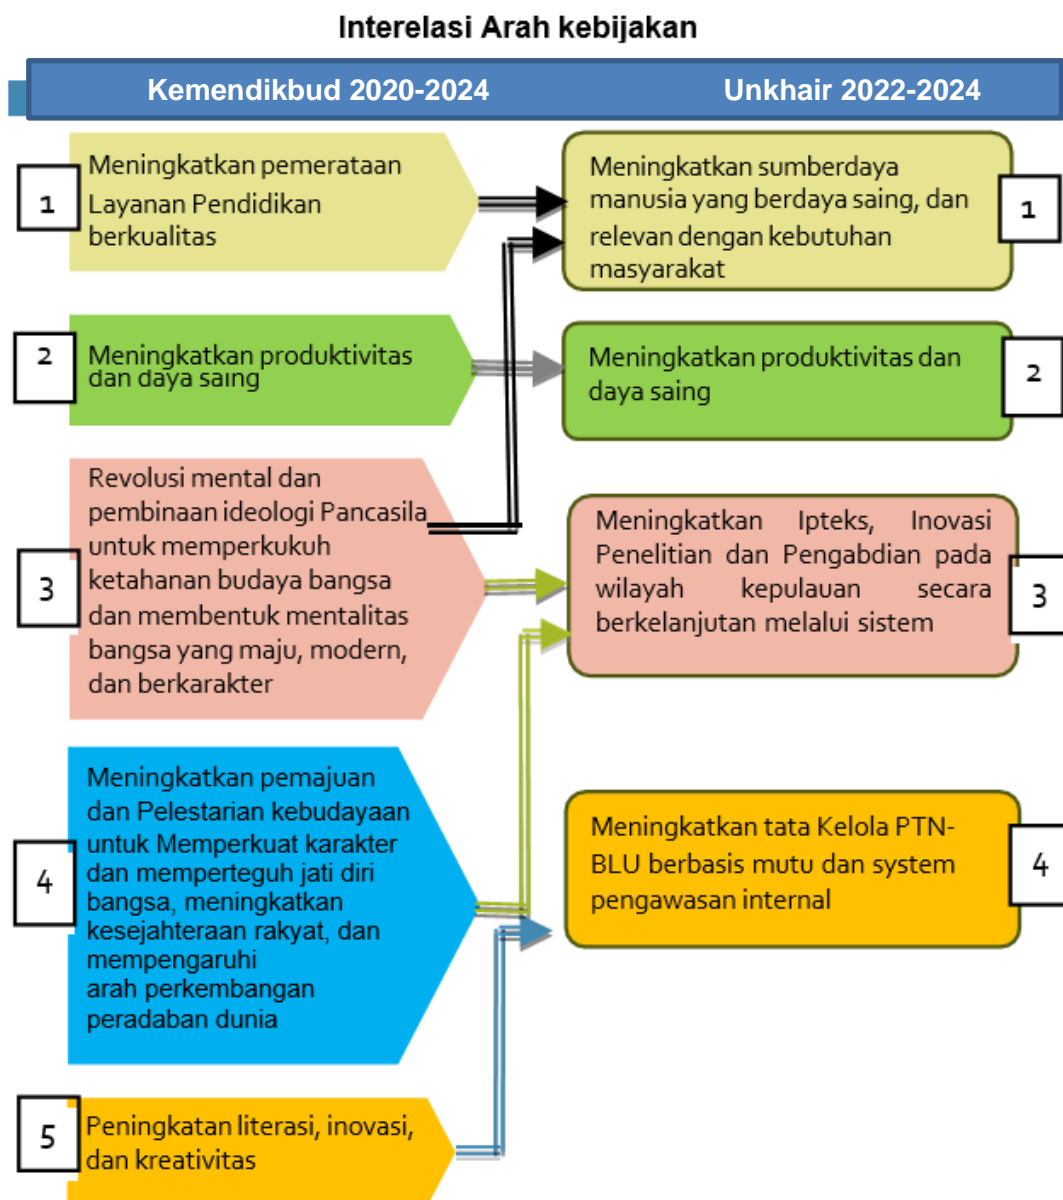 Interelasi Arah kebijakan
Kemendikbud 2020-2024
Unkhair 2022-2024
1
Meningkatkan pemerataan
Layanan Pendidikan
berkualitas
Meningkatkan sumberdaya
manusia yang berdaya saing, dan
relevan dengan kebutuhan
masyarakat
1
2
Meningkatkan produktivitas
dan daya saing
Meningkatkan produktivitas dan
daya saing
2
3
Revolusi mental dan
pembinaan ideologi Pancasila
untuk memperkukuh
ketahanan budaya bangsa
dan membentuk mentalitas
bangsa yang maju, modern,
dan berkarakter
Meningkatkan Ipteks, Inovasi
Penelitian dan Pengabdian pada
wilayah kepulauan secara
berkelanjutan melalui sistem
3
4
Meningkatkan pemajuan
dan Pelestarian kebudayaan
untuk Memperkuat karakter
dan memperteguh jati diri
bangsa, meningkatkan
kesejahteraan rakyat, dan
mempengaruhi
arah perkembangan
peradaban dunia
Meningkatkan tata Kelola PTN-
BLU berbasis mutu dan system
pengawasan internal
4
5
Peningkatan literasi, inovasi,
dan kreativitas